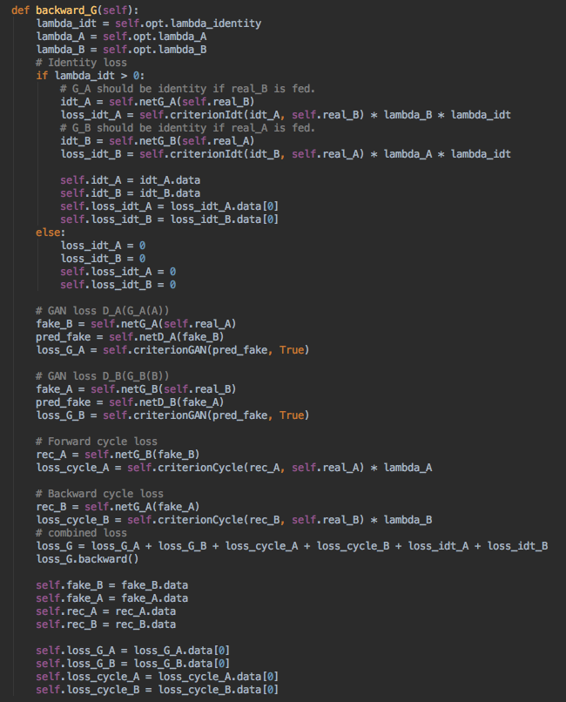 def backward_G(self):
    lambda_idt = self.opt.lambda_identity
    lambda_A = self.opt.lambda_A
    lambda_B = self.opt.lambda_B
    # Identity loss
    if lambda_idt > 0:
        # G_A should be identity if real_B is fed.
        idt_A = self.netG_A(self.real_B)
        loss_idt_A = self.criterionIdt(idt_A, self.real_B) * lambda_B * lambda_idt
        # G_B should be identity if real_A is fed.
        idt_B = self.netG_B(self.real_A)
        loss_idt_B = self.criterionIdt(idt_B, self.real_A) * lambda_A * lambda_idt

        self.idt_A = idt_A.data
        self.idt_B = idt_B.data
        self.loss_idt_A = loss_idt_A.data[0]
        self.loss_idt_B = loss_idt_B.data[0]
    else:
        loss_idt_A = 0
        loss_idt_B = 0
        self.loss_idt_A = 0
        self.loss_idt_B = 0

    # GAN loss D_A(G_A(A))
    fake_B = self.netG_A(self.real_A)
    pred_fake = self.netD_A(fake_B)
    loss_G_A = self.criterionGAN(pred_fake, True)

    # GAN loss D_B(G_B(B))
    fake_A = self.netG_B(self.real_B)
    pred_fake = self.netD_B(fake_A)
    loss_G_B = self.criterionGAN(pred_fake, True)

    # Forward cycle loss
    rec_A = self.netG_B(fake_B)
    loss_cycle_A = self.criterionCycle(rec_A, self.real_A) * lambda_A

    # Backward cycle loss
    rec_B = self.netG_A(fake_A)
    loss_cycle_B = self.criterionCycle(rec_B, self.real_B) * lambda_B
    # combined loss
    loss_G = loss_G_A + loss_G_B + loss_cycle_A + loss_cycle_B + loss_idt_A + loss_idt_B
    loss_G.backward()

    self.fake_B = fake_B.data
    self.fake_A = fake_A.data
    self.rec_A = rec_A.data
    self.rec_B = rec_B.data

    self.loss_G_A = loss_G_A.data[0]
    self.loss_G_B = loss_G_B.data[0]
    self.loss_cycle_A = loss_cycle_A.data[0]
    self.loss_cycle_B = loss_cycle_B.data[0]